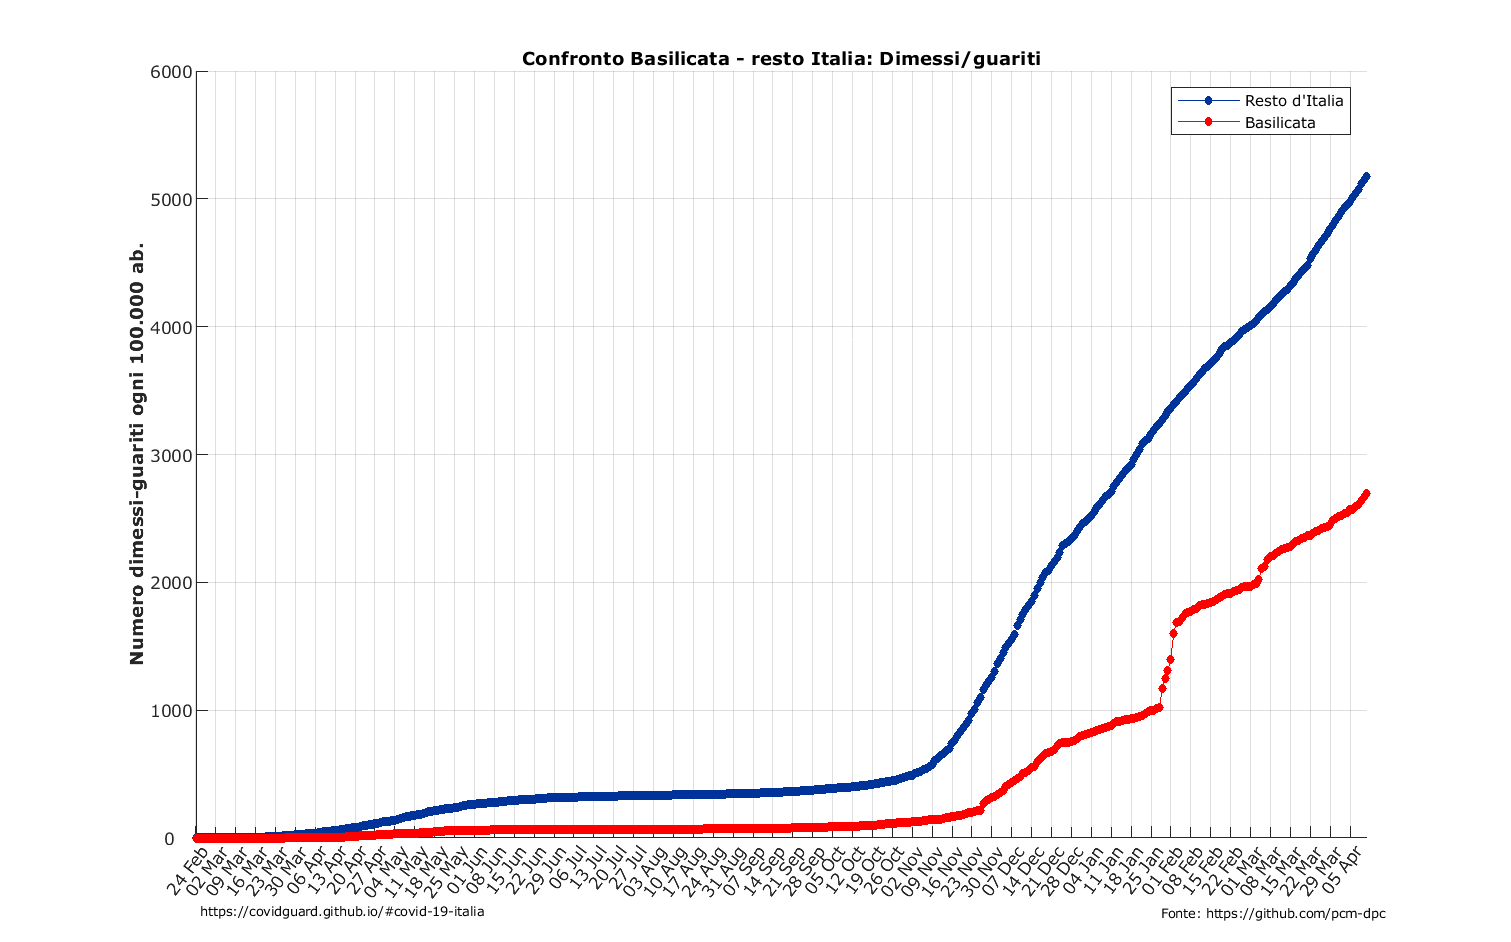 Confronto Basilicata - resto Italia: Dimessi/guariti
Resto d'Italia
Basilicata
Numero dimessi-guariti ogni 100.000 ab.
6000
5000
4000
3000
2000
1000
0
24 Feb
02 Mar
09 Mar
16 Mar
23 Mar
30 Mar
06 Apr
13 Apr
20 Apr
27 Apr
04 May
11 May
18 May
25 May
01 Jun
08 Jun
15 Jun
22 Jun
29 Jun
06 Jul
13 Jul
20 Jul
27 Jul
03 Aug
10 Aug
17 Aug
24 Aug
31 Aug
07 Sep
14 Sep
21 Sep
28 Sep
05 Oct
12 Oct
19 Oct
26 Oct
02 Nov
09 Nov
16 Nov
23 Nov
30 Nov
07 Dec
14 Dec
21 Dec
28 Dec
04 Jan
11 Jan
18 Jan
25 Jan
01 Feb
08 Feb
15 Feb
22 Feb
01 Mar
08 Mar
15 Mar
22 Mar
29 Mar
05 Apr
https://covidguard.github.io/#covid-19-italia
Fonte: https://github.com/pcm-dpc